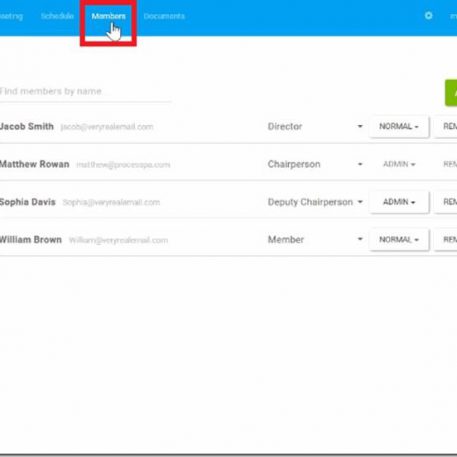 eeting Schedule Members Documents m
Find members by name
A
Jacob Smith jacob@veryrealemail.com Director NORMAL REM
Matthew Rowan matthew@processpa.com Chairperson ADMIN REM
Sophia Davis Sophia@veryrealemail.com Deputy Chairperson ADMIN REM
William Brown William@veryrealemail.com Member NORMAL REM